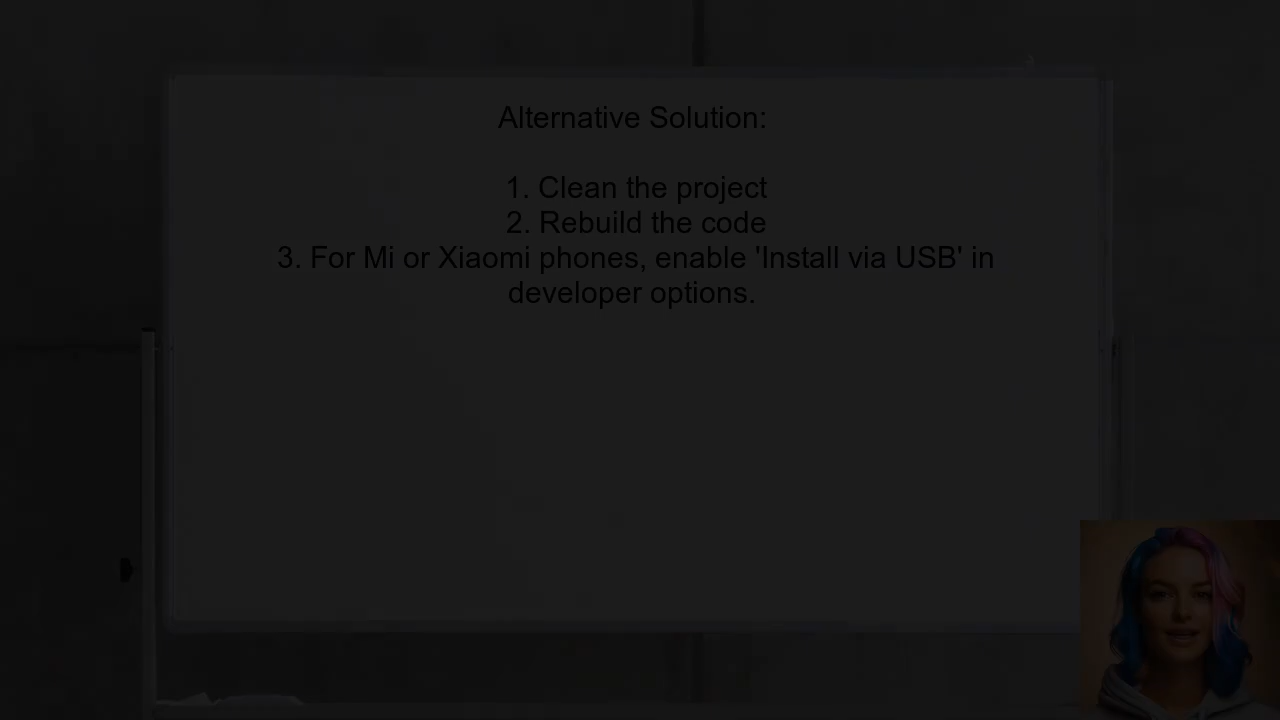 Alternative Solution:
1. Clean the project
2. Rebuild the code
3. For Mi or Xiaomi phones, enable 'Install via USB' in
developer options.